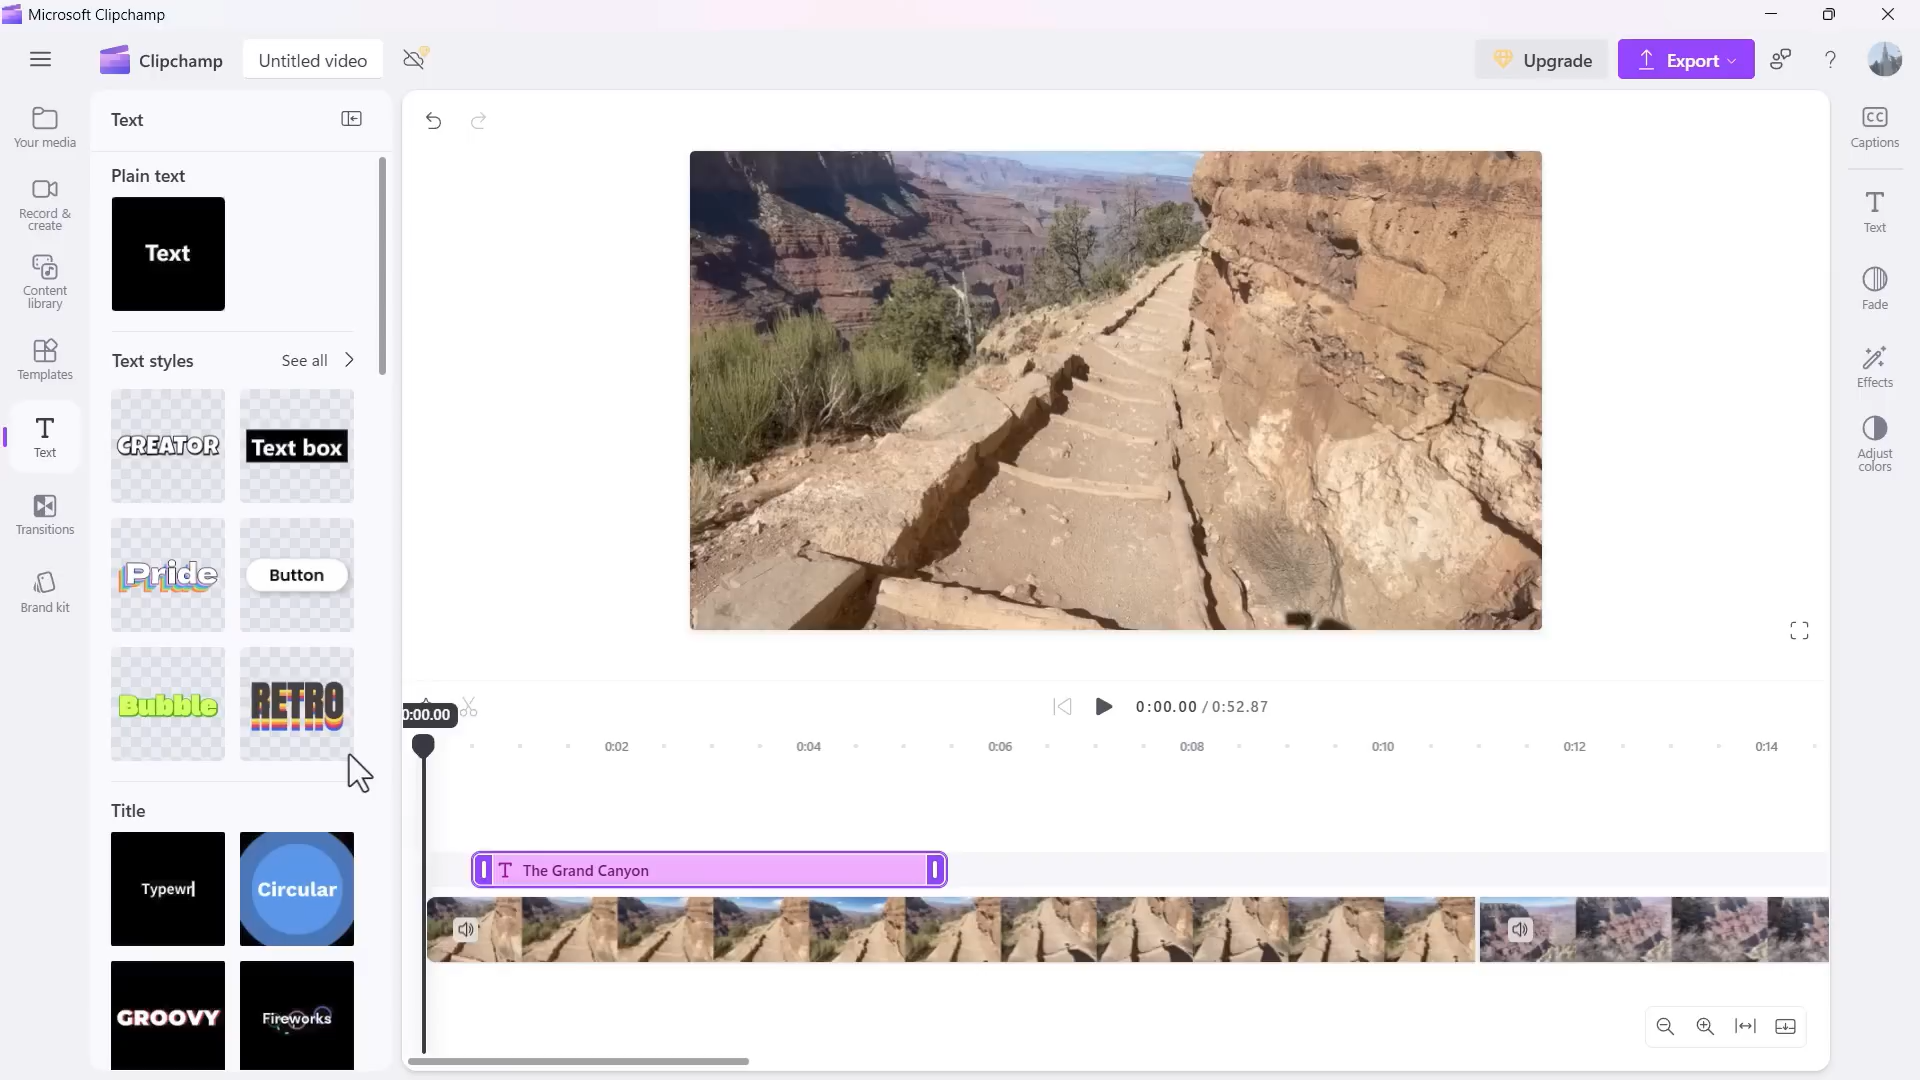 Microsoft Clipchamp
Clipchamp
Untitled video
Upgrade
Export
Your media
Record & create
Content library
Templates
Text
Transitions
Brand kit
Text
Plain text
Text
Text styles
See all
CREATOR
Text box
Pride
Button
Bubble
RETRO
Title
Typewr
Circular
GROOVY
Fireworks
0:00.00
0:00.00 / 0:52.87
0:02
0:04
0:06
0:08
0:10
0:12
0:14
T The Grand Canyon
CC
Captions
Text
Fade
Effects
Adjust colors